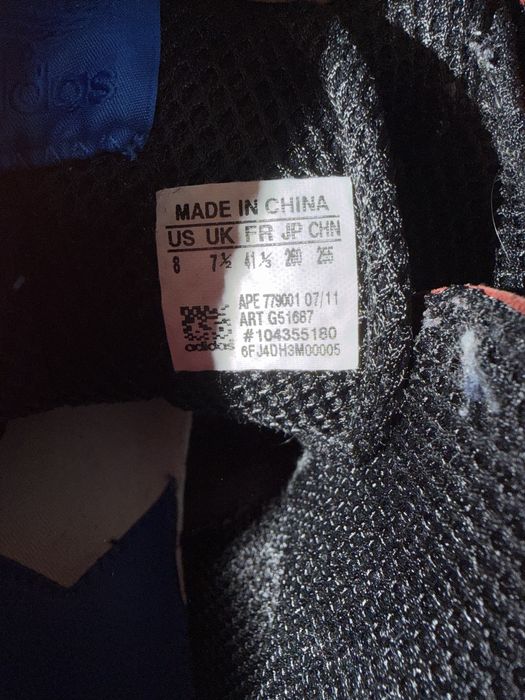 adidas
MADE IN CHINA
US UK FR JP CHN
8 7½ 41⅓ 260 255
APE 779001 07/11
ART G51667
#104355180
adidas 6FJ4DH3M00005